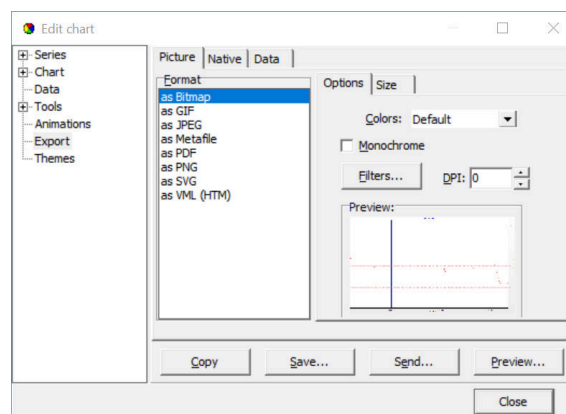 Edit chart
Series
Chart
Data
Tools
Animations
Export
Themes
Picture Native Data
Format
as Bitmap
as GIF
as JPEG
as Metafile
as PDF
as PNG
as SVG
as VML (HTM)
Options Size
Colors: Default
Monochrome
Filters... DPI: 0
Preview:
Copy Save... Send... Preview...
Close